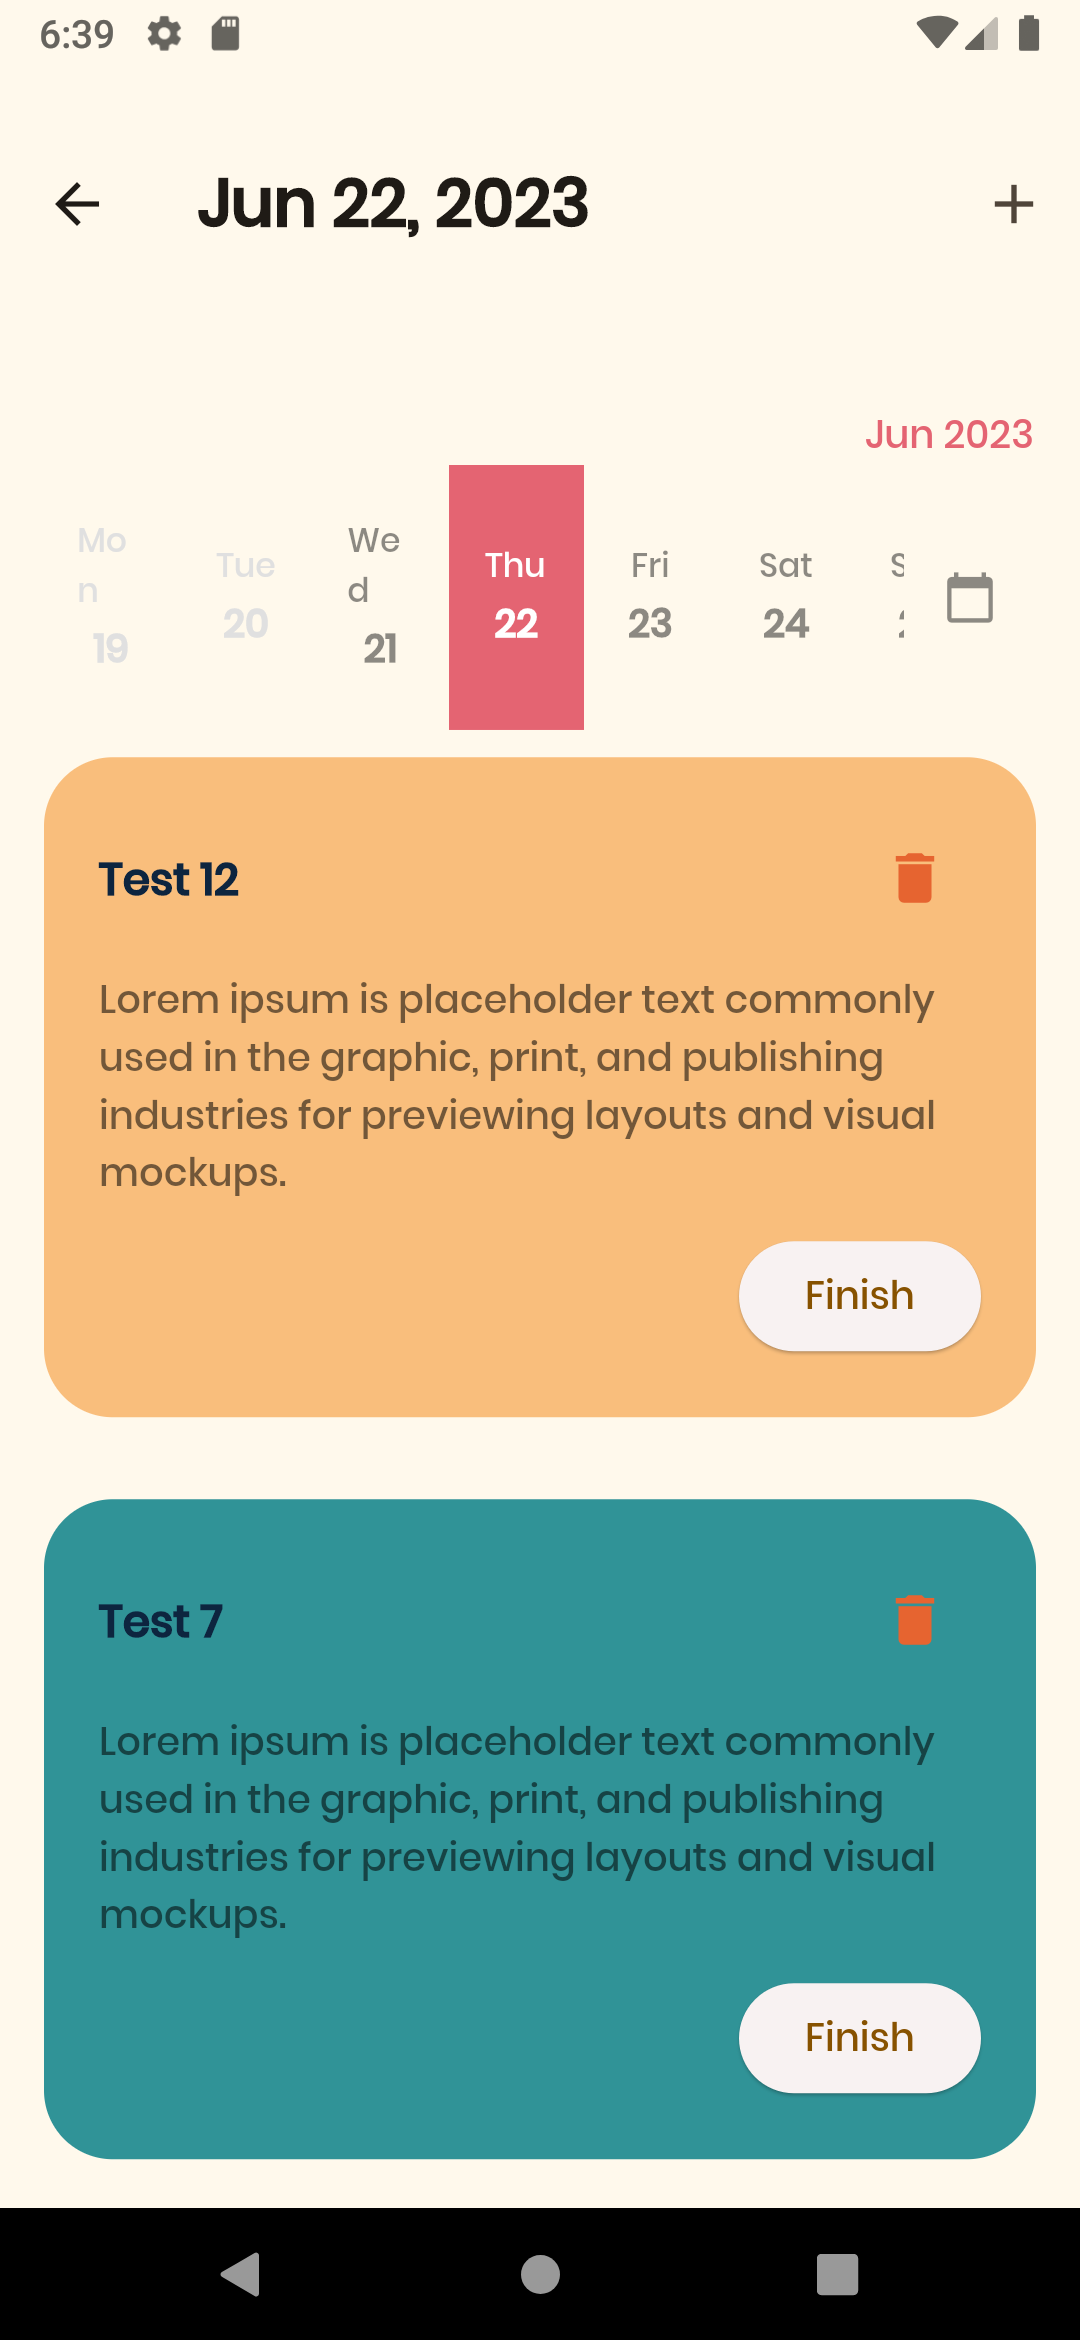 6:39
Jun 22, 2023
Jun 2023
Mo
n
19
Tue
20
We
d
21
Thu
22
Fri
23
Sat
24
S
Test 12
Lorem ipsum is placeholder text commonly
used in the graphic, print, and publishing
industries for previewing layouts and visual
mockups.
Finish
Test 7
Lorem ipsum is placeholder text commonly
used in the graphic, print, and publishing
industries for previewing layouts and visual
mockups.
Finish